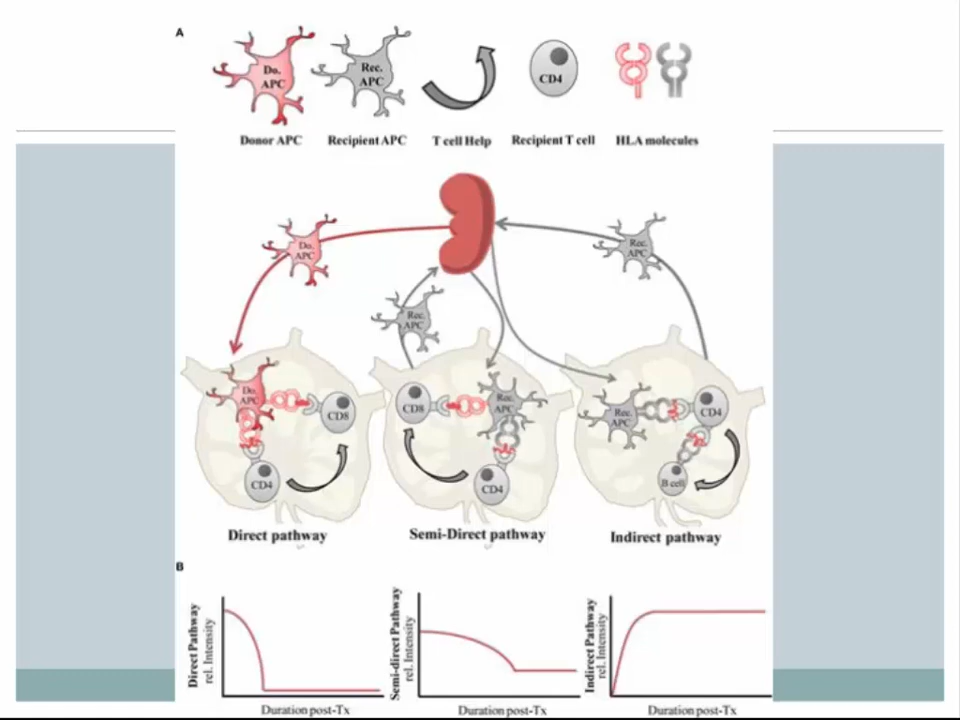 A
Do.
APC
Rec.
APC
CD4
Donor APC
Recipient APC
T cell Help
Recipient T cell
HLA molecules
Do.
APC
Rec.
APC
Rec.
APC
Do.
APC
CD8
CD4
CD8
Rec.
APC
CD4
Rec.
APC
CD4
B cell
Direct pathway
Semi-Direct pathway
Indirect pathway
B
Direct Pathway
rel. Intensity
Duration post-Tx
Semi-direct Pathway
rel. Intensity
Duration post-Tx
Indirect Pathway
rel. Intensity
Duration post-Tx